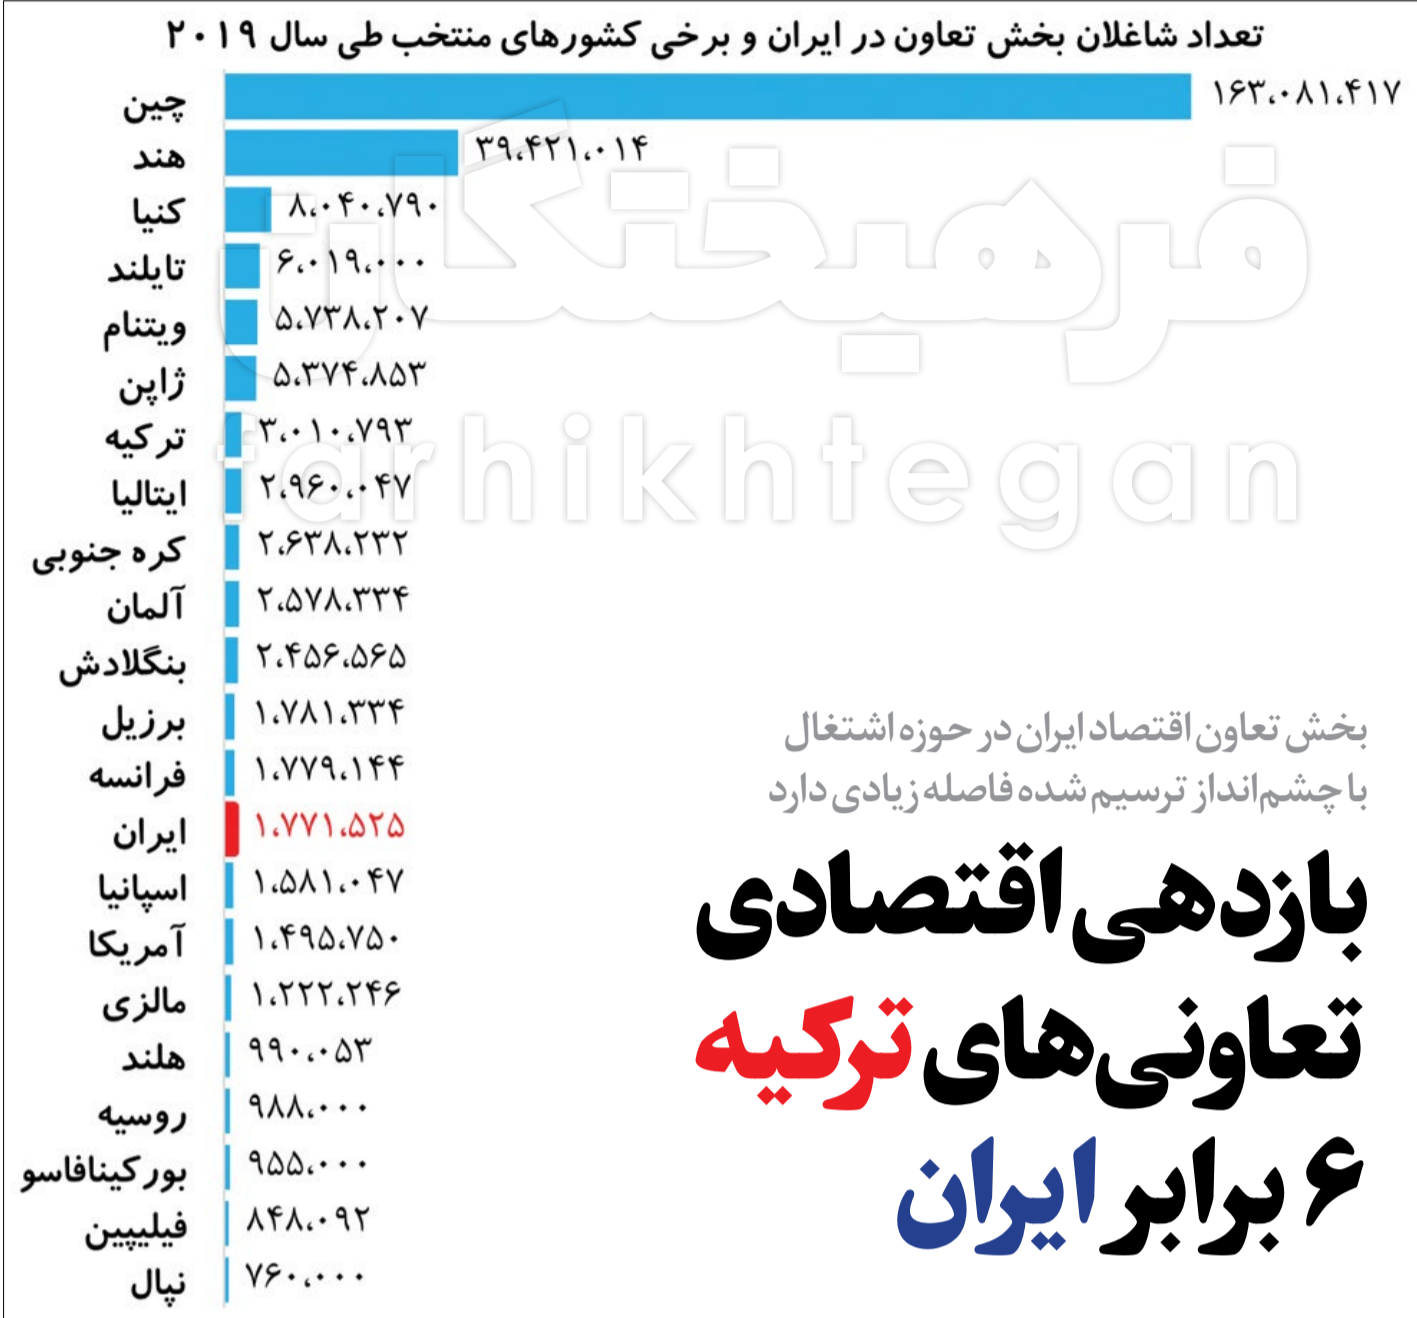 تعداد شاغلان بخش تعاون در ایران و برخی کشورهای منتخب طی سال ۲۰۱۹
چین ۱۶۳،۰۸۱،۴۱۷
هند ۳۹،۴۲۱،۰۱۴
کنیا ۸،۰۴۰،۷۹۰
تایلند ۶،۰۱۹،۰۰۰
ویتنام ۵،۷۳۸،۲۰۷
ژاپن ۵،۳۷۴،۸۵۳
ترکیه ۳،۰۱۰،۷۹۳
ایتالیا ۲،۹۶۰،۰۴۷
کره جنوبی ۲،۶۳۸،۲۳۲
آلمان ۲،۵۷۸،۳۳۴
بنگلادش ۲،۴۵۶،۵۶۵
برزیل ۱،۷۸۱،۳۳۴
فرانسه ۱،۷۷۹،۱۴۴
ایران ۱،۷۷۱،۵۲۵
اسپانیا ۱،۵۸۱،۰۴۷
آمریکا ۱،۴۹۵،۷۵۰
مالزی ۱،۲۲۲،۲۴۶
هلند ۹۹۰،۰۵۳
روسیه ۹۸۸،۰۰۰
بورکینافاسو ۹۵۵،۰۰۰
فیلیپین ۸۴۸،۰۹۲
نپال ۷۶۰،۰۰۰
فرهیختگان
farhikhtegan
بخش تعاون اقتصاد ایران در حوزه اشتغال
با چشم‌انداز ترسیم شده فاصله زیادی دارد
بازدهی اقتصادی
تعاونی‌های ترکیه
۶ برابر ایران